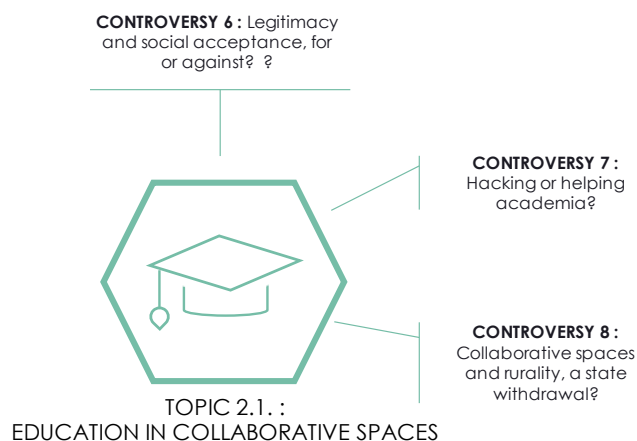 CONTROVERSY 6 : Legitimacy
and social acceptance, for
or against? ?
CONTROVERSY 7 :
Hacking or helping
academia?
CONTROVERSY 8 :
Collaborative spaces
and rurality, a state
withdrawal?
TOPIC 2.1. :
EDUCATION IN COLLABORATIVE SPACES